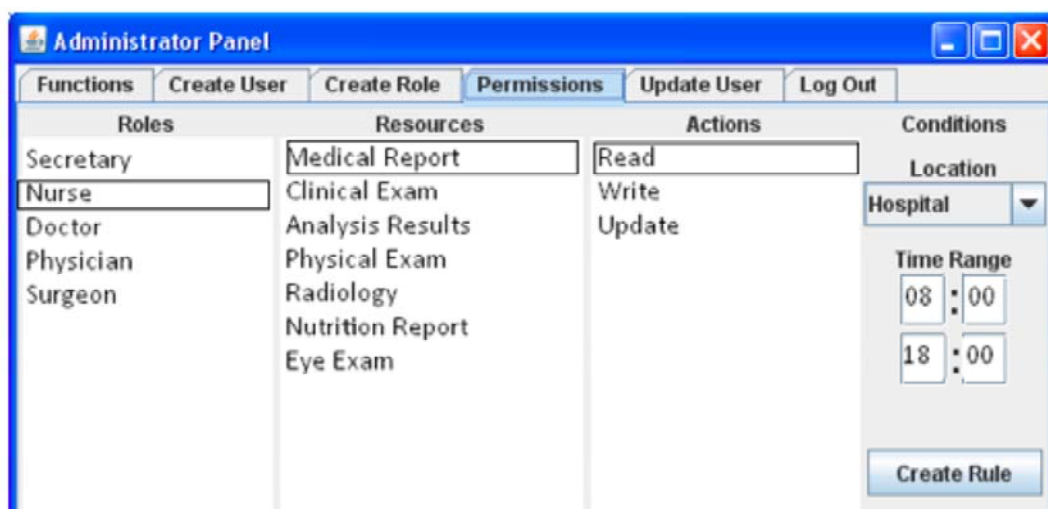 Administrator Panel
Functions Create User Create Role Permissions Update User Log Out
Roles Resources Actions Conditions
Secretary Medical Report Read Location
Nurse Clinical Exam Write Hospital
Doctor Analysis Results Update
Physician Physical Exam Time Range
Surgeon Radiology 08 : 00
Nutrition Report
Eye Exam 18 : 00
Create Rule